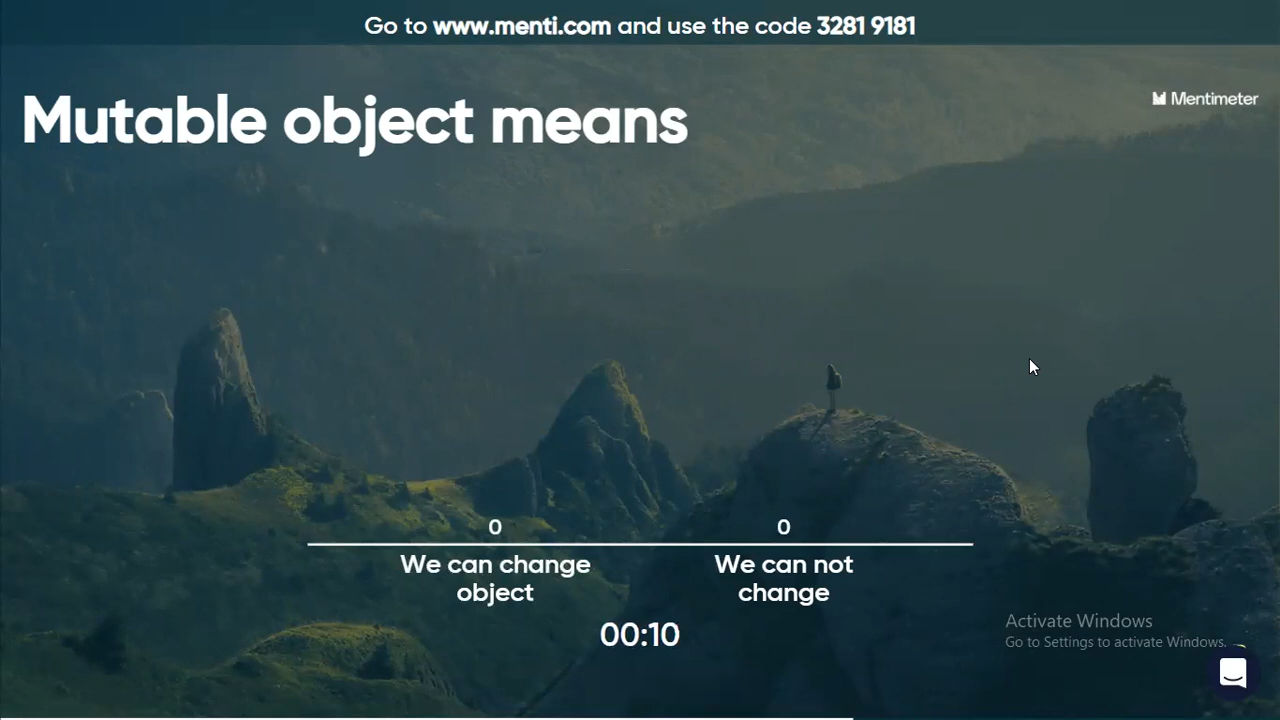 Go to www.menti.com and use the code 3281 9181
Mutable object means
Mentimeter
0
0
We can change
object
We can not
change
00:10
Activate Windows
Go to Settings to activate Windows.